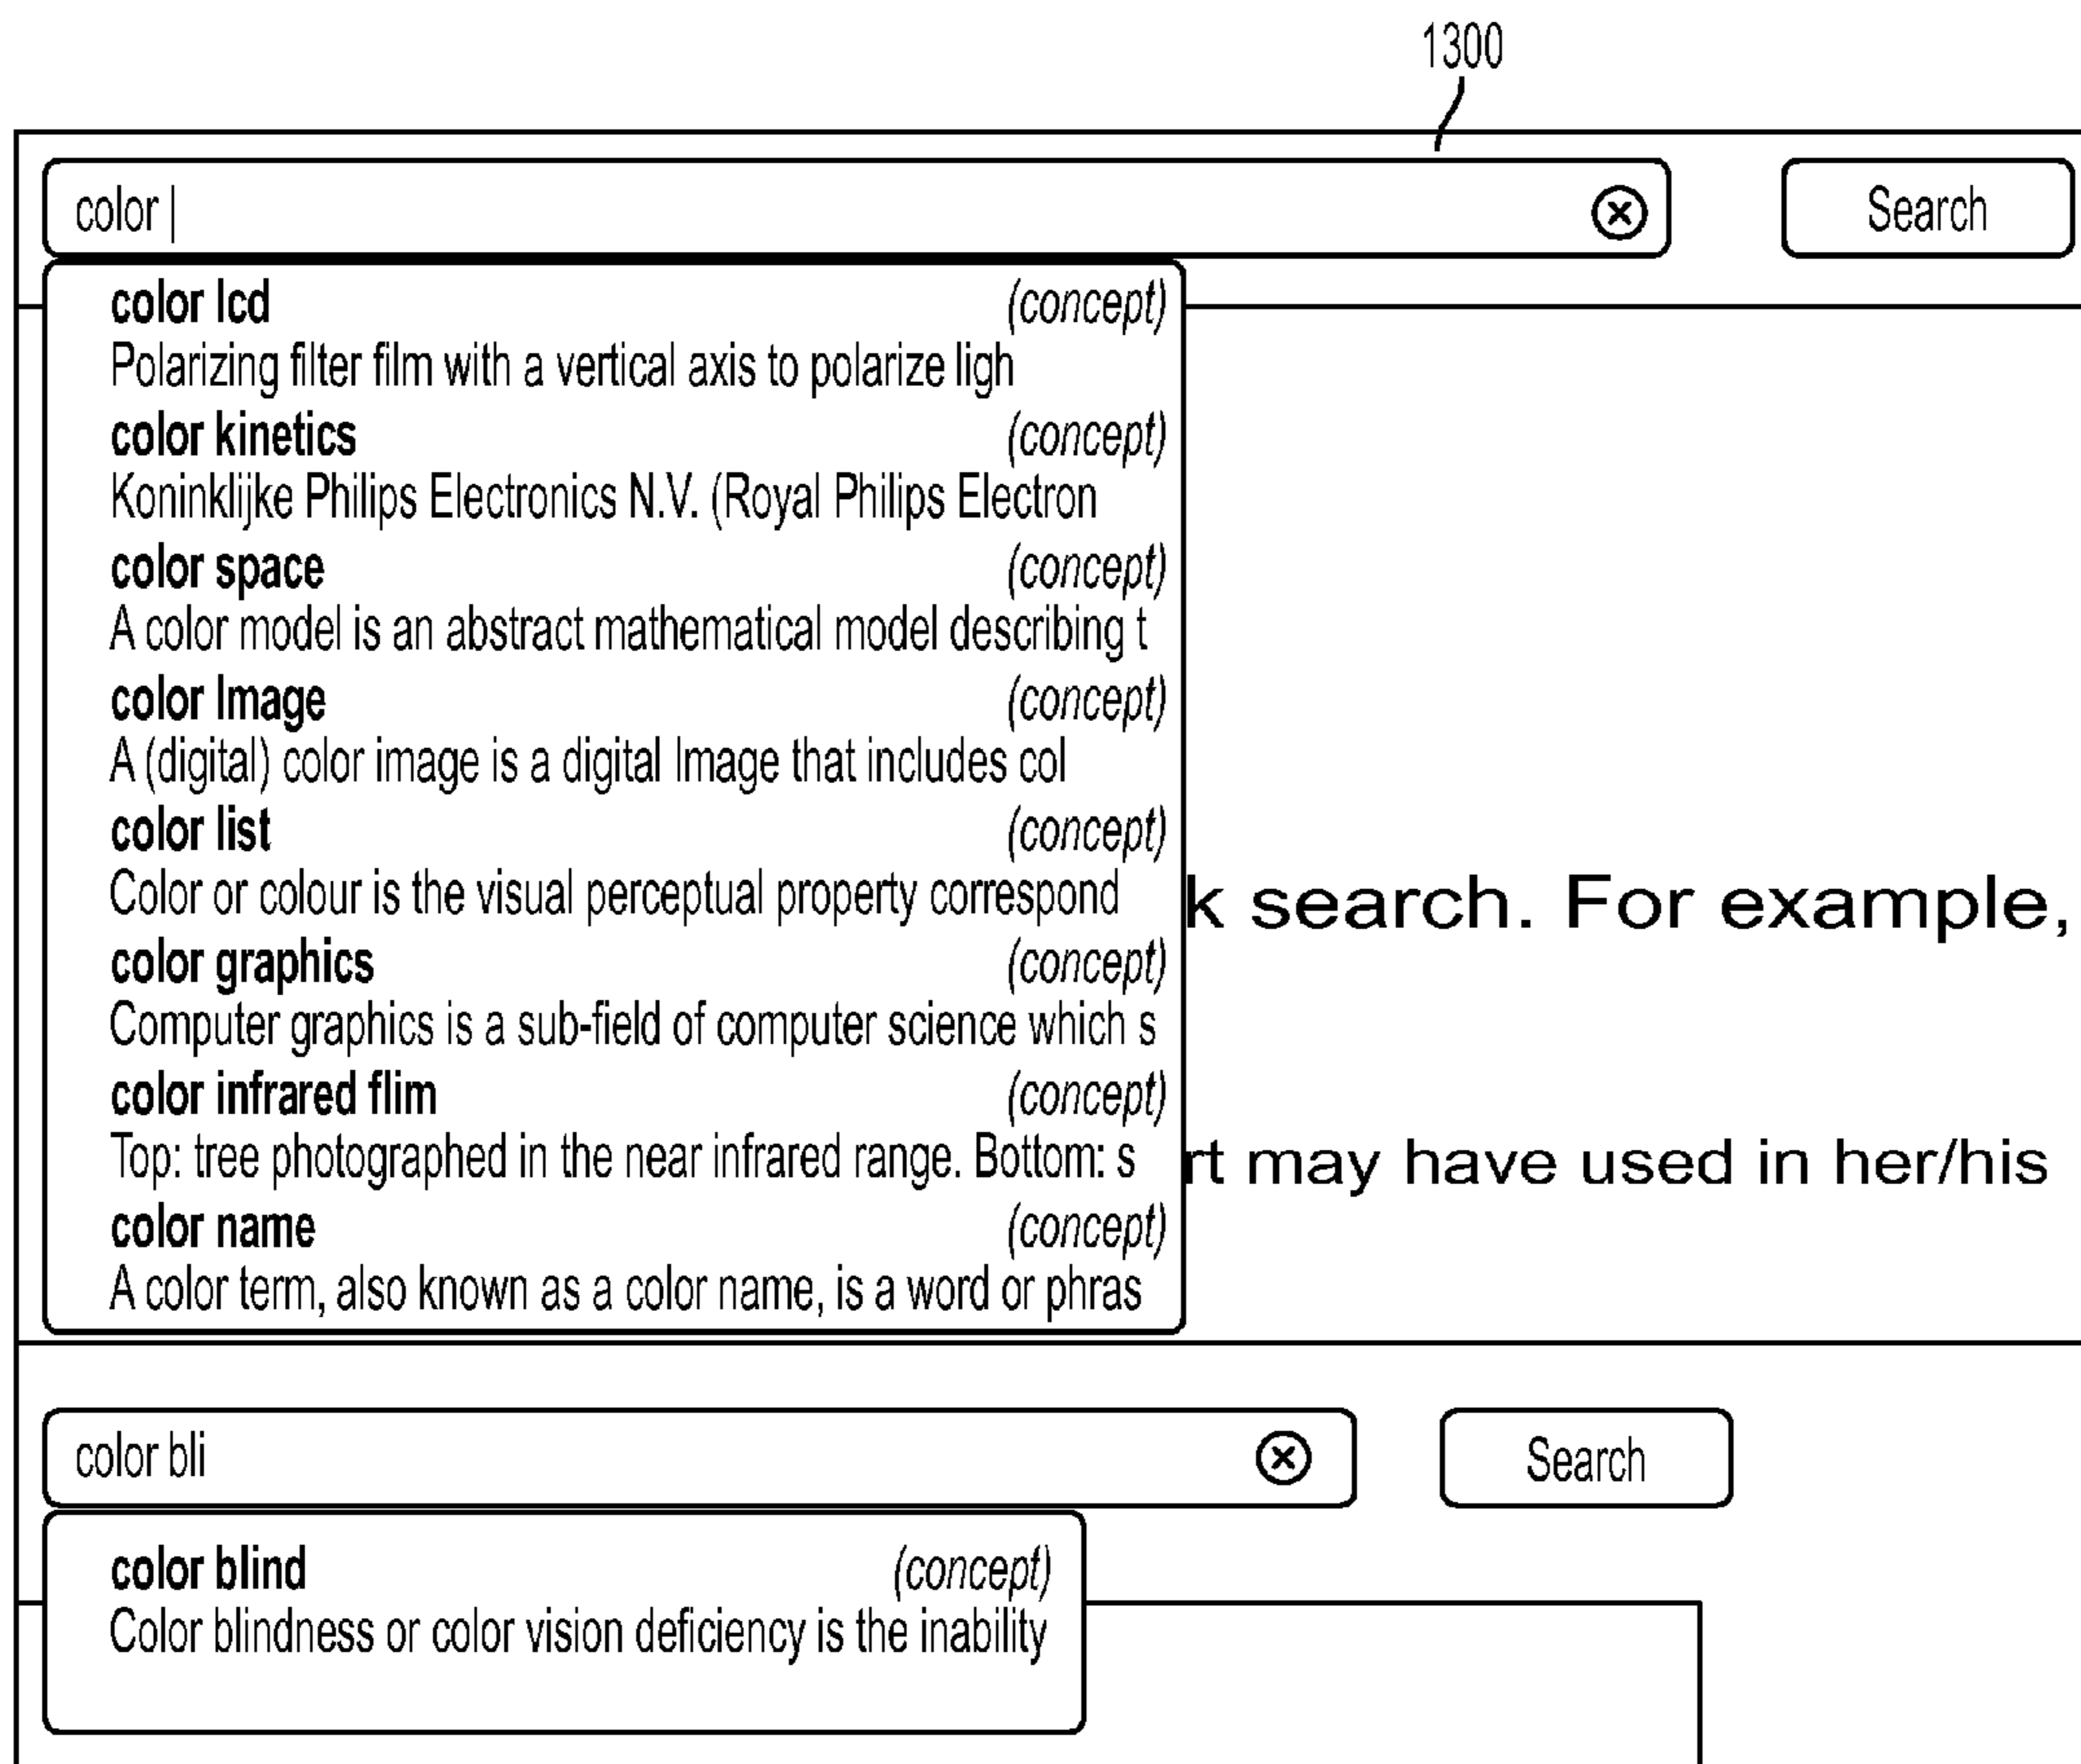 1300
color Search
color lcd (concept)
Polarizing filter film with a vertical axis to polarize ligh
color kinetics (concept)
Koninklijke Philips Electronics N.V. (Royal Philips Electron
color space (concept)
A color model is an abstract mathematical model describing t
color Image (concept)
A (digital) color image is a digital Image that includes col
color list (concept)
Color or colour is the visual perceptual property correspond
k search. For example,
color graphics (concept)
Computer graphics is a sub-field of computer science which s
color infrared flim (concept)
Top: tree photographed in the near infrared range. Bottom: s
rt may have used in her/his
color name (concept)
A color term, also known as a color name, is a word or phras
color bli Search
color blind (concept)
Color blindness or color vision deficiency is the inability